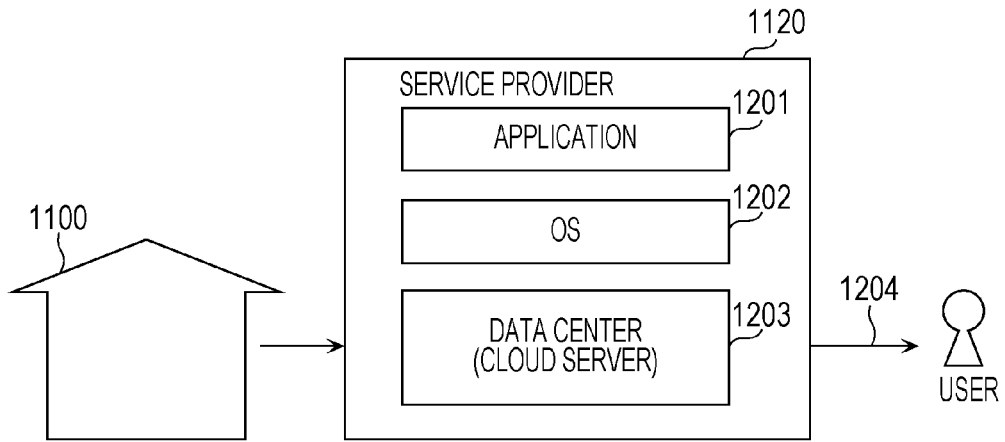 1120
SERVICE PROVIDER
1201
APPLICATION
1202
OS
1100
1203
DATA CENTER
(CLOUD SERVER)
1204
USER